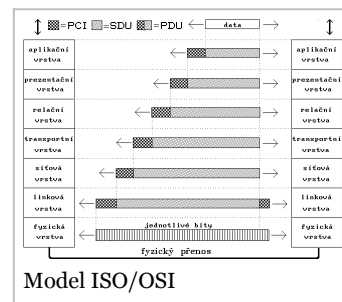 =PCI =SDU =PDU data
aplikační vrstva aplikační vrstva
prezentační vrstva prezentační vrstva
relační vrstva relační vrstva
transportní vrstva transportní vrstva
síťová vrstva síťová vrstva
linková vrstva linková vrstva
jednotlivé bity
fyzická vrstva fyzická vrstva
fyzický přenos
Model ISO/OSI